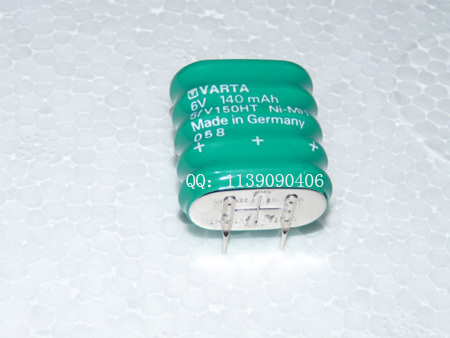 VARTA
6V 140 mAh
5/V150HT Ni-MH
Made in Germany
058
+ + +
QQ: 1139090406